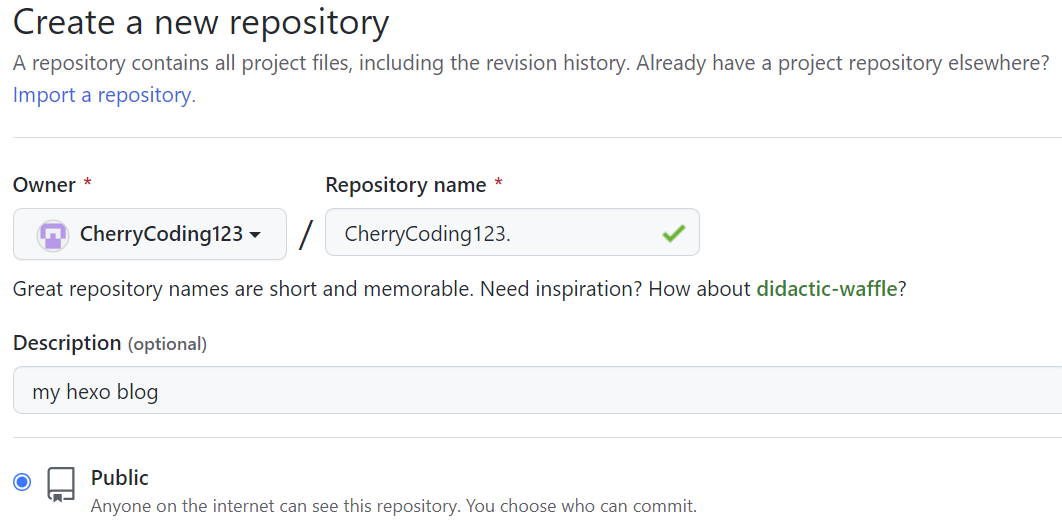 Create a new repository
A repository contains all project files, including the revision history. Already have a project repository elsewhere?
Import a repository.
Owner * Repository name *
CherryCoding123 / CherryCoding123.
Great repository names are short and memorable. Need inspiration? How about didactic-waffle?
Description (optional)
my hexo blog
Public
Anyone on the internet can see this repository. You choose who can commit.